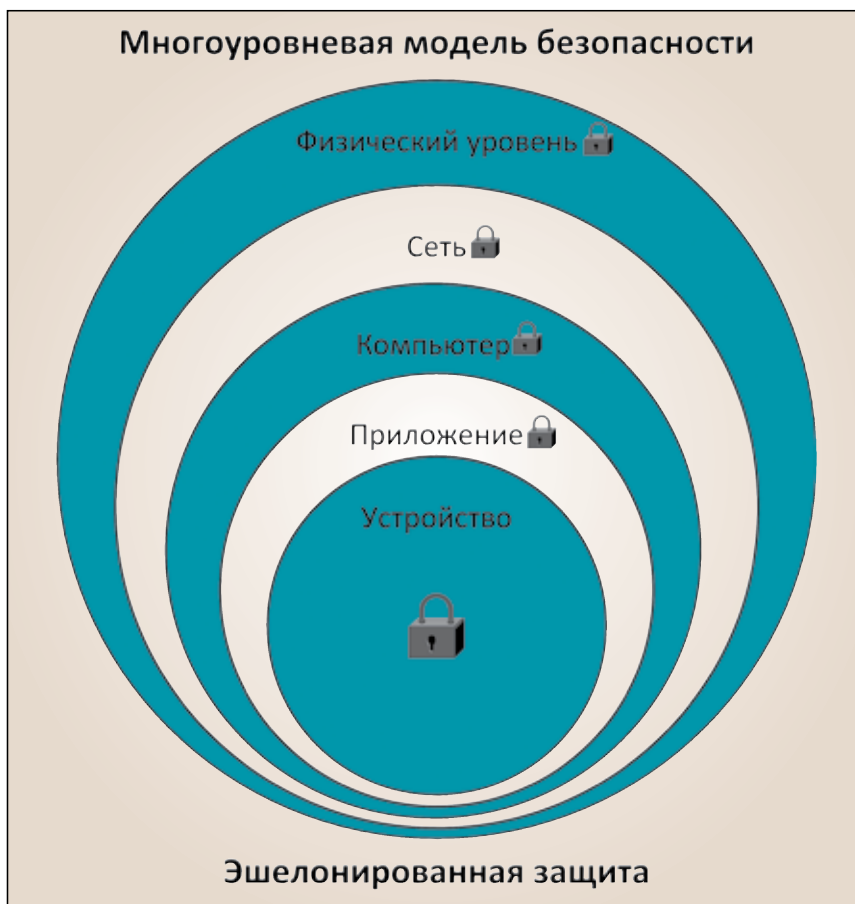 Многоуровневая модель безопасности
Физический уровень
Сеть
Компьютер
Приложение
Устройство
Эшелонированная защита